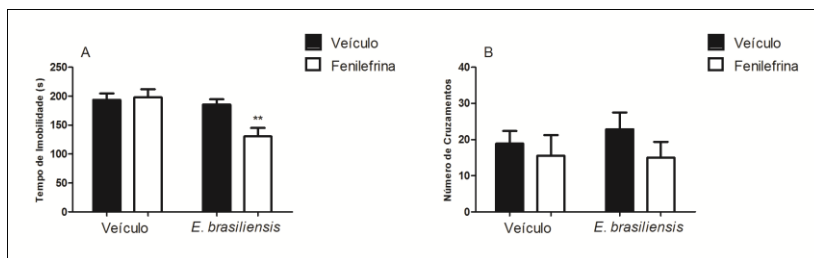 A
Veículo
Fenilefrina
Tempo de Imobilidade (s)
250
200
150
100
50
0
**
Veículo
E. brasiliensis
B
Veículo
Fenilefrina
Número de Cruzamentos
40
30
20
10
0
Veículo
E. brasiliensis